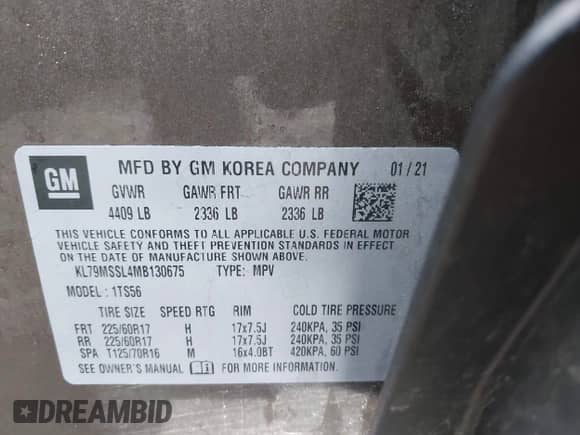 GM
MFD BY GM KOREA COMPANY 01/21
GVWR GAWR FRT GAWR RR
4409 LB 2336 LB 2336 LB
THIS VEHICLE CONFORMS TO ALL APPLICABLE U.S. FEDERAL MOTOR
VEHICLE SAFETY AND THEFT PREVENTION STANDARDS IN EFFECT
ON THE DATE OF MANUFACTURE SHOWN ABOVE.
KL79MSSL4MB130675 TYPE: MPV
MODEL: 1TS56
TIRE SIZE SPEED RTG RIM COLD TIRE PRESSURE
FRT 225/60R17 H 17x7.5J 240KPA, 35 PSI
RR 225/60R17 H 17x7.5J 240KPA, 35 PSI
SPA T125/70R16 M 16x4.0BT 420KPA, 60 PSI
SEE OWNER'S MANUAL i FOR MORE INFORMATION.
DREAMBID